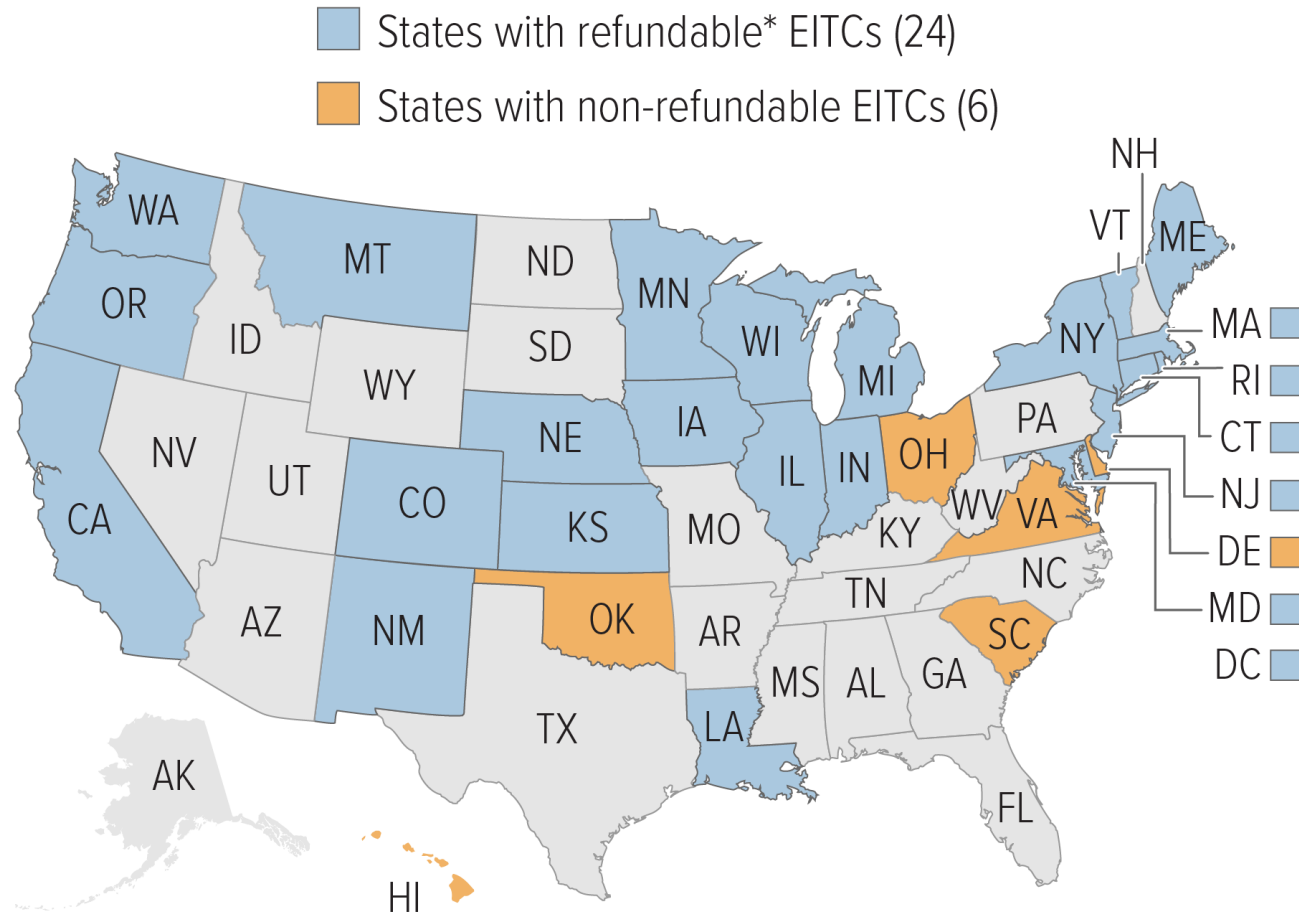 States with refundable* EITCs (24)
States with non-refundable EITCs (6)
NH
VT
ME
WA
MT
ND
MN
OR
ID
SD
WI
NY
MA
WY
MI
RI
NE
IA
PA
CT
NV
UT
CO
IL
IN
OH
NJ
CA
KS
MO
WV
VA
KY
DE
AZ
NM
OK
AR
TN
NC
MD
SC
MS
AL
GA
DC
TX
LA
AK
FL
HI